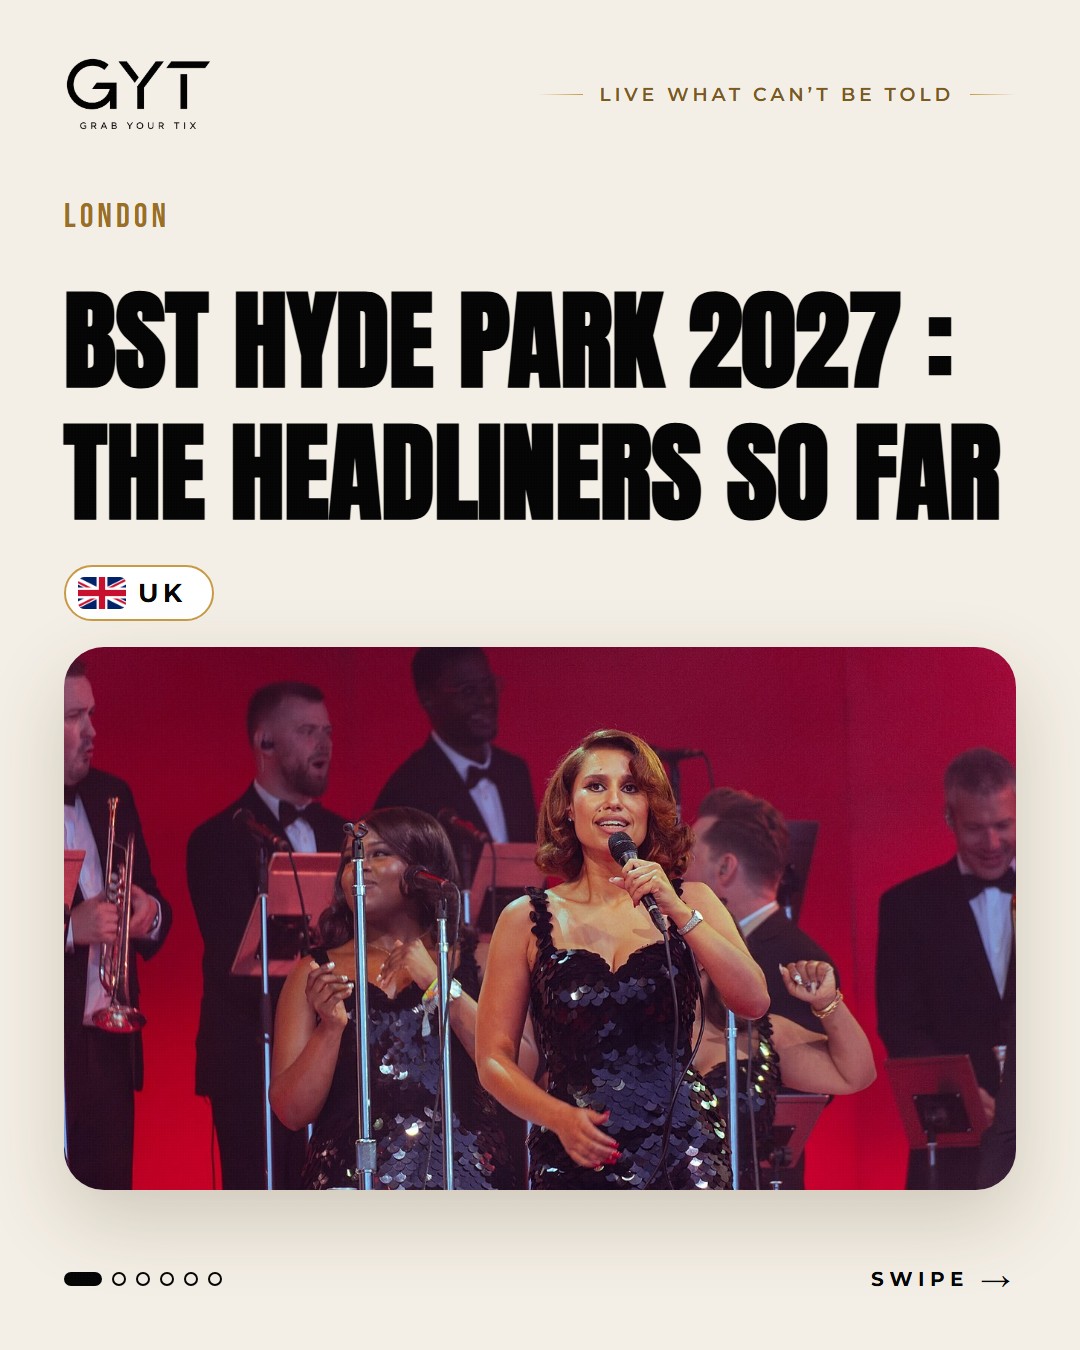 GYT
GRAB YOUR TIX
LIVE WHAT CAN’T BE TOLD
LONDON
BST HYDE PARK 2027 :
THE HEADLINERS SO FAR
UK
SWIPE →